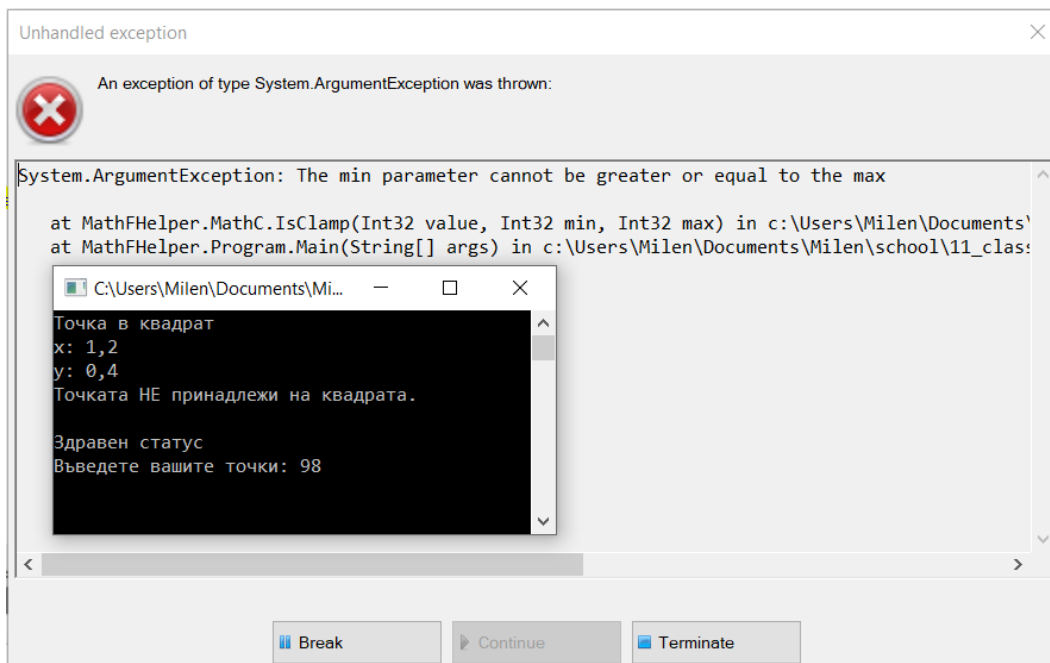 Unhandled exception
An exception of type System.ArgumentException was thrown:
System.ArgumentException: The min parameter cannot be greater or equal to the max
at MathFHelper.MathC.IsClamp(Int32 value, Int32 min, Int32 max) in c:\Users\Milen\Documents\
at MathFHelper.Program.Main(String[] args) in c:\Users\Milen\Documents\Milen\school\11_clas
C:\Users\Milen\Documents\Mi...
Точка в квадрат
x: 1,2
y: 0,4
Точката НЕ принадлежи на квадрата.
Здравен статус
Въведете вашите точки: 98
Break
Continue
Terminate